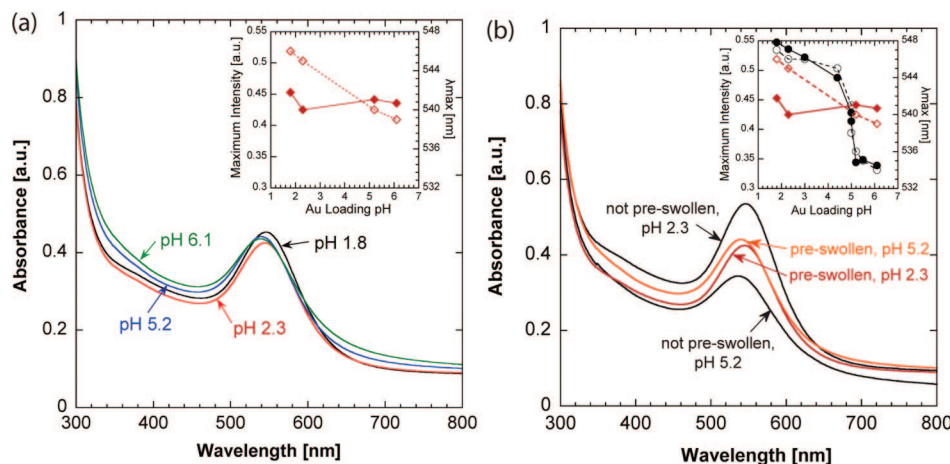 (a)
1
0.8
0.6
0.4
0.2
0
300
400
500
600
700
800
Absorbance [a.u.]
Wavelength [nm]
pH 6.1
pH 5.2
pH 2.3
pH 1.8
0.55
0.5
0.45
0.4
0.35
0.3
Maximum Intensity [a.u.]
1
2
3
4
5
6
7
Au Loading pH
548
544
540
536
532
λmax [nm]
(b)
1
0.8
0.6
0.4
0.2
0
300
400
500
600
700
800
Absorbance [a.u.]
Wavelength [nm]
not pre-swollen,
pH 2.3
pre-swollen, pH 5.2
pre-swollen, pH 2.3
not pre-swollen,
pH 5.2
0.55
0.5
0.45
0.4
0.35
0.3
Maximum Intensity [a.u.]
1
2
3
4
5
6
7
Au Loading pH
548
546
544
542
540
538
536
534
532
λmax [nm]